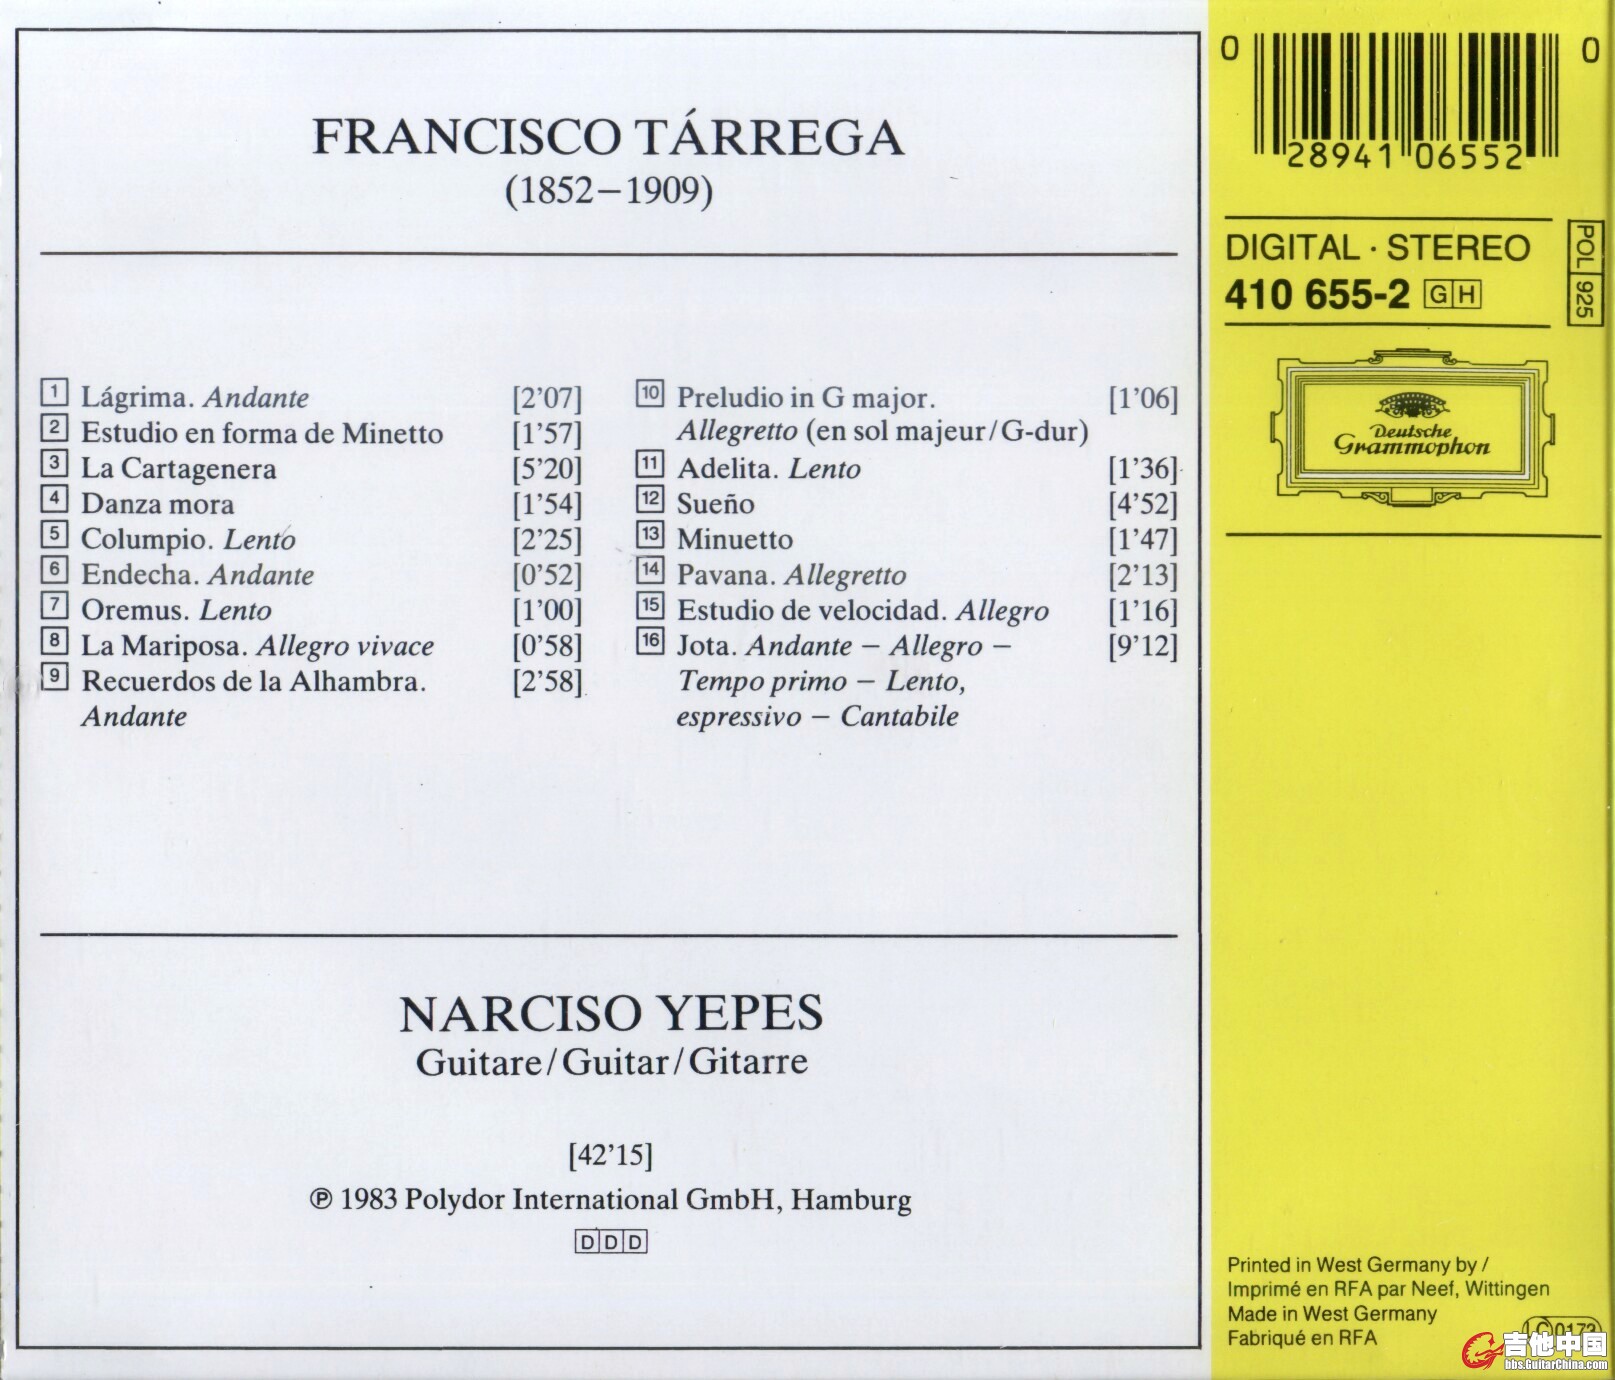 FRANCISCO TÁRREGA
(1852–1909)
1 Lágrima. Andante [2’07]
2 Estudio en forma de Minetto [1’57]
3 La Cartagenera [5’20]
4 Danza mora [1’54]
5 Columpio. Lento [2’25]
6 Endecha. Andante [0’52]
7 Oremus. Lento [1’00]
8 La Mariposa. Allegro vivace [0’58]
9 Recuerdos de la Alhambra. [2’58]
Andante
10 Preludio in G major. [1’06]
Allegretto (en sol majeur/G-dur)
11 Adelita. Lento [1’36]
12 Sueño [4’52]
13 Minuetto [1’47]
14 Pavana. Allegretto [2’13]
15 Estudio de velocidad. Allegro [1’16]
16 Jota. Andante – Allegro – [9’12]
Tempo primo – Lento,
espressivo – Cantabile
NARCISO YEPES
Guitare/Guitar/Gitarre
[42’15]
℗ 1983 Polydor International GmbH, Hamburg
DDD
0 28941 06552 0
DIGITAL · STEREO
410 655-2 GH
POL 925
Deutsche
Grammophon
Printed in West Germany by /
Imprimé en RFA par Neef, Wittingen
Made in West Germany
Fabriqué en RFA
LC 0173
吉他中国
bbs.GuitarChina.com